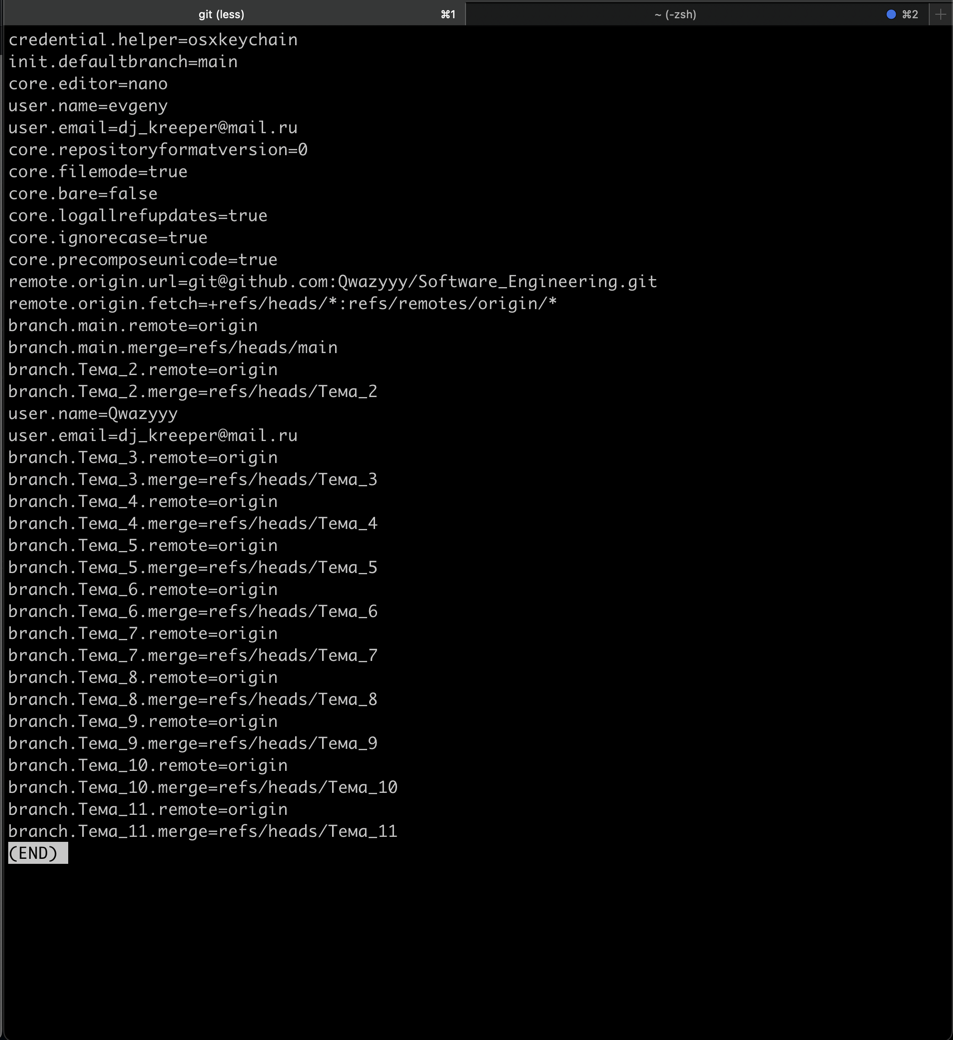 git (less) ⌘1 ~ (-zsh) ⌘2
credential.helper=osxkeychain
init.defaultbranch=main
core.editor=nano
user.name=evgeny
user.email=dj_kreeper@mail.ru
core.repositoryformatversion=0
core.filemode=true
core.bare=false
core.logallrefupdates=true
core.ignorecase=true
core.precomposeunicode=true
remote.origin.url=git@github.com:Qwazyyy/Software_Engineering.git
remote.origin.fetch=+refs/heads/*:refs/remotes/origin/*
branch.main.remote=origin
branch.main.merge=refs/heads/main
branch.Тема_2.remote=origin
branch.Тема_2.merge=refs/heads/Тема_2
user.name=Qwazyyy
user.email=dj_kreeper@mail.ru
branch.Тема_3.remote=origin
branch.Тема_3.merge=refs/heads/Тема_3
branch.Тема_4.remote=origin
branch.Тема_4.merge=refs/heads/Тема_4
branch.Тема_5.remote=origin
branch.Тема_5.merge=refs/heads/Тема_5
branch.Тема_6.remote=origin
branch.Тема_6.merge=refs/heads/Тема_6
branch.Тема_7.remote=origin
branch.Тема_7.merge=refs/heads/Тема_7
branch.Тема_8.remote=origin
branch.Тема_8.merge=refs/heads/Тема_8
branch.Тема_9.remote=origin
branch.Тема_9.merge=refs/heads/Тема_9
branch.Тема_10.remote=origin
branch.Тема_10.merge=refs/heads/Тема_10
branch.Тема_11.remote=origin
branch.Тема_11.merge=refs/heads/Тема_11
(END)